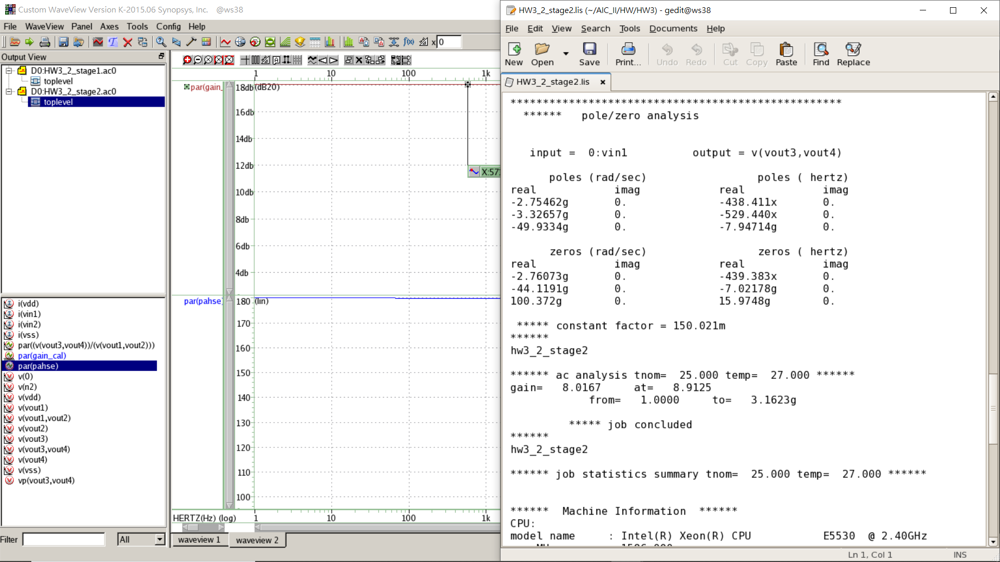 Custom WaveView Version K-2015.06 Synopsys, Inc.    @ws38
File WaveView Panel Axes Tools Config Help
x 0
Output View
D0:HW3_2_stage1.ac0
toplevel
D0:HW3_2_stage2.ac0
toplevel
i(vdd)
i(vin1)
i(vin2)
i(vss)
par((v(vout3,vout4))/(v(vout1,vout2)))
par(gain_cal)
par(pahse)
v(0)
v(n2)
v(vdd)
v(vout1)
v(vout1,vout2)
v(vout2)
v(vout3)
v(vout3,vout4)
v(vout4)
v(vss)
vp(vout3,vout4)
Filter All
1 10 100 1k
par(gain_ 18db (dB20)
16db
14db
12db
X:57
10db
8db
6db
4db
par(pahse) 180 (lin)
170
160
150
140
130
120
110
100
HERTZ(Hz) (log) 1 10 100 1k
waveview 1 waveview 2
HW3_2_stage2.lis (~/AIC_II/HW/HW3) - gedit@ws38
File Edit View Search Tools Documents Help
New Open Save Print... Undo Redo Cut Copy Paste Find Replace
HW3_2_stage2.lis
***************************************************
****** pole/zero analysis
input = 0:vin1 output = v(vout3,vout4)
poles (rad/sec) poles ( hertz)
real imag real imag
-2.75462g 0. -438.411x 0.
-3.32657g 0. -529.440x 0.
-49.9334g 0. -7.94714g 0.
zeros (rad/sec) zeros ( hertz)
real imag real imag
-2.76073g 0. -439.383x 0.
-44.1191g 0. -7.02178g 0.
100.372g 0. 15.9748g 0.
***** constant factor = 150.021m
******
hw3_2_stage2
****** ac analysis tnom= 25.000 temp= 27.000 ******
gain= 8.0167 at= 8.9125
from= 1.0000 to= 3.1623g
***** job concluded
******
hw3_2_stage2
****** job statistics summary tnom= 25.000 temp= 27.000 ******
****** Machine Information ******
CPU:
model name : Intel(R) Xeon(R) CPU E5530 @ 2.40GHz
Ln 1, Col 1 INS